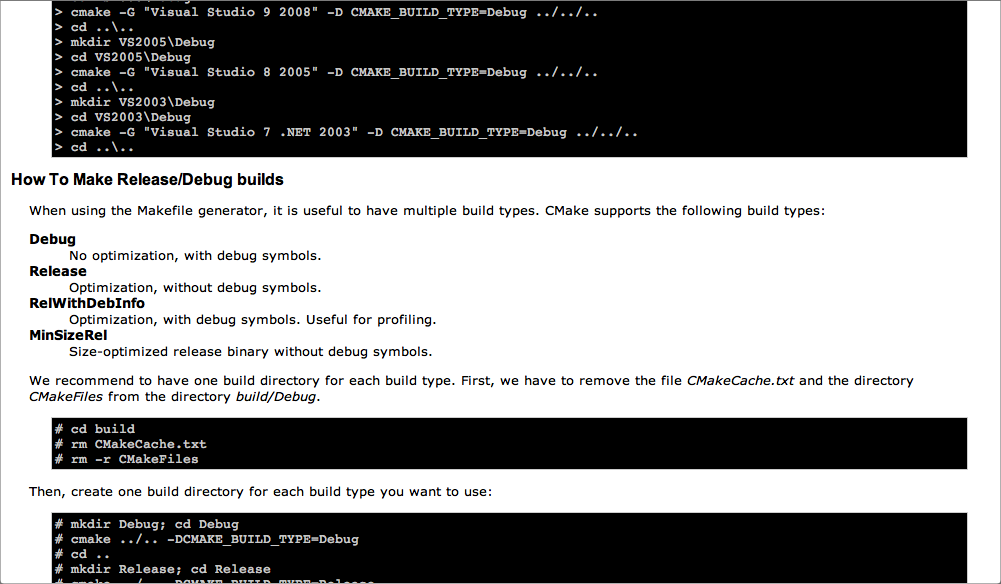 > cmake -G "Visual Studio 9 2008" -D CMAKE_BUILD_TYPE=Debug ../../..
> cd ..\..
> mkdir VS2005\Debug
> cd VS2005\Debug
> cmake -G "Visual Studio 8 2005" -D CMAKE_BUILD_TYPE=Debug ../../..
> cd ..\..
> mkdir VS2003\Debug
> cd VS2003\Debug
> cmake -G "Visual Studio 7 .NET 2003" -D CMAKE_BUILD_TYPE=Debug ../../..
> cd ..\..
How To Make Release/Debug builds
When using the Makefile generator, it is useful to have multiple build types. CMake supports the following build types:
Debug
No optimization, with debug symbols.
Release
Optimization, without debug symbols.
RelWithDebInfo
Optimization, with debug symbols. Useful for profiling.
MinSizeRel
Size-optimized release binary without debug symbols.
We recommend to have one build directory for each build type. First, we have to remove the file CMakeCache.txt and the directory
CMakeFiles from the directory build/Debug.
# cd build
# rm CMakeCache.txt
# rm -r CMakeFiles
Then, create one build directory for each build type you want to use:
# mkdir Debug; cd Debug
# cmake ../.. -DCMAKE_BUILD_TYPE=Debug
# cd ..
# mkdir Release; cd Release
# cmake ../.. -DCMAKE_BUILD_TYPE=Release